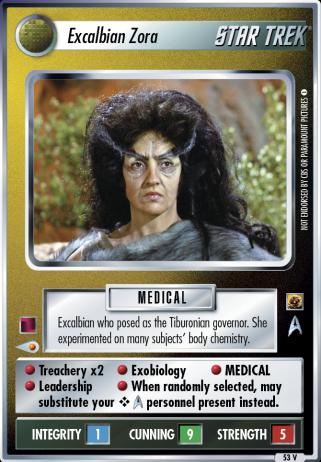 Excalbian Zora
STAR TREK
NOT ENDORSED BY CBS OR PARAMOUNT PICTURES
MEDICAL
Excalbian who posed as the Tiburonian governor. She
experimented on many subjects' body chemistry.
Treachery x2 Exobiology MEDICAL
Leadership When randomly selected, may
substitute your personnel present instead.
INTEGRITY 1 CUNNING 9 STRENGTH 5
53 V